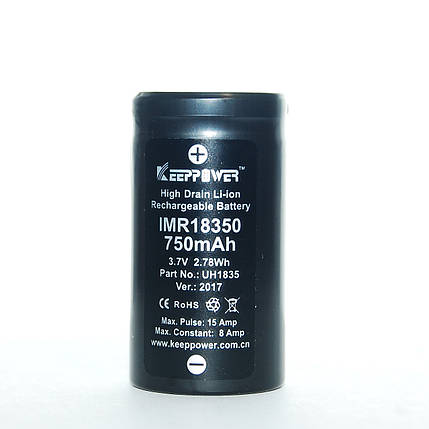 +
KEEPPOWER™
High Drain Li-ion
Rechargeable Battery
IMR18350
750mAh
3.7V 2.78Wh
Part No.: UH1835
Ver.: 2017
CE RoHS
Max. Pulse: 15 Amp
Max. Constant: 8 Amp
www.keeppower.com.cn
−